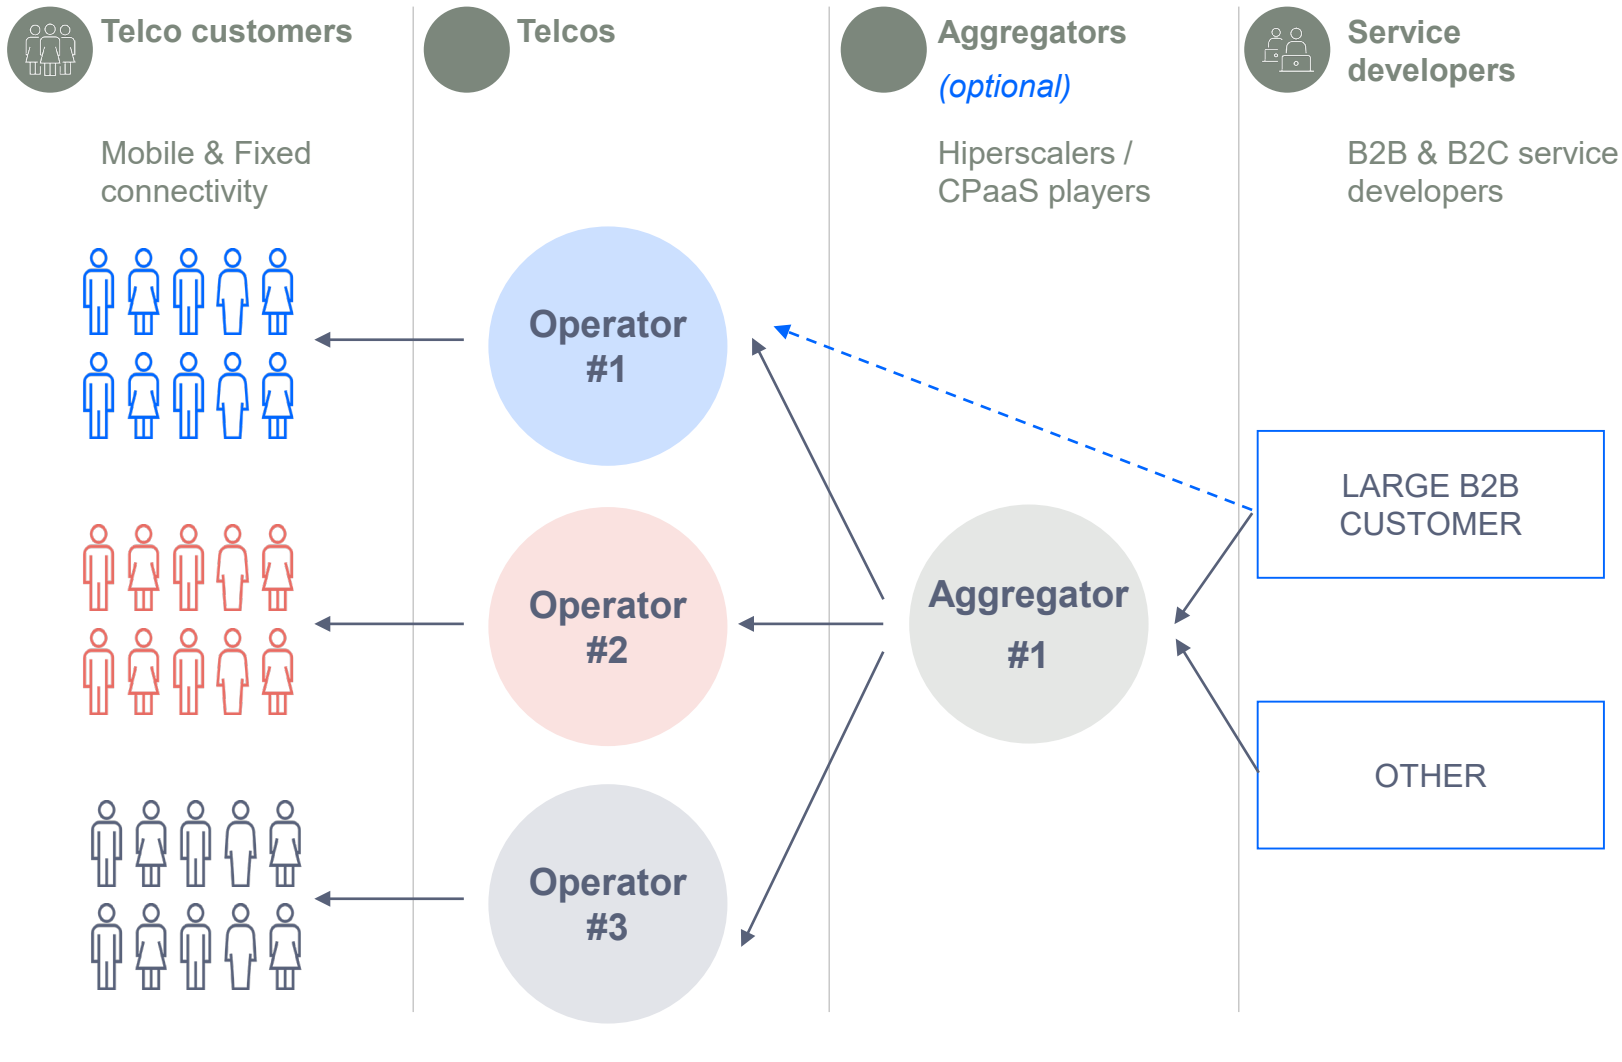 Telco customers
Telcos
Aggregators
(optional)
Service
developers
Mobile & Fixed
connectivity
Hiperscalers /
CPaaS players
B2B & B2C service
developers
Operator
#1
Operator
#2
Operator
#3
Aggregator
#1
LARGE B2B
CUSTOMER
OTHER